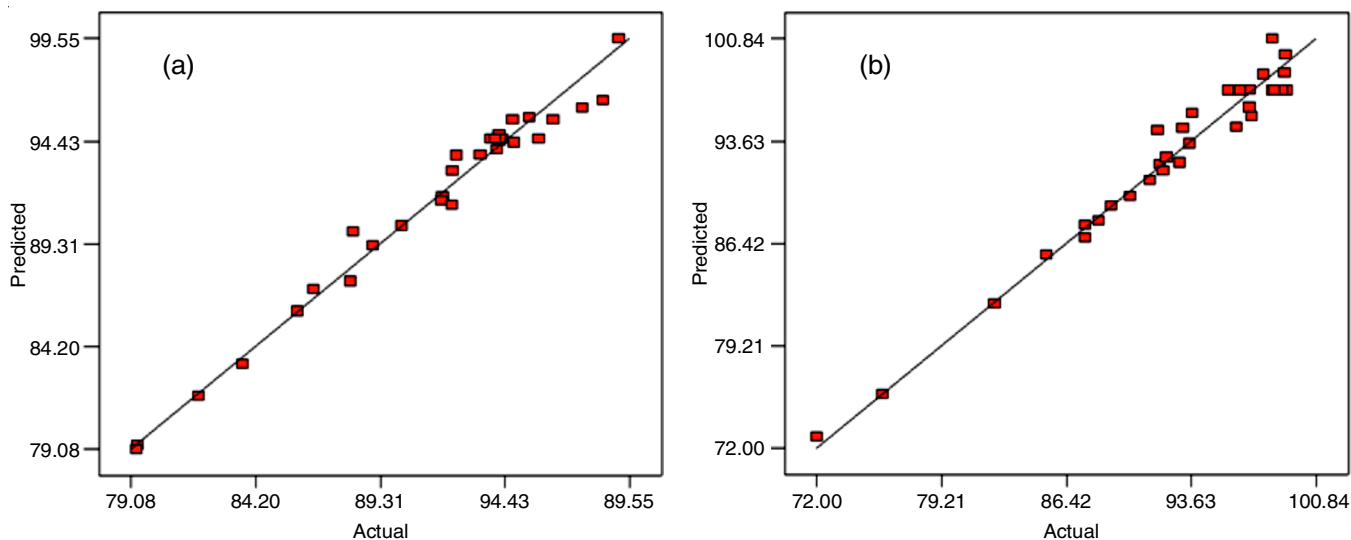 (a)
99.55
94.43
89.31
84.20
79.08
Predicted
79.08 84.20 89.31 94.43 89.55
Actual
(b)
100.84
93.63
86.42
79.21
72.00
Predicted
72.00 79.21 86.42 93.63 100.84
Actual